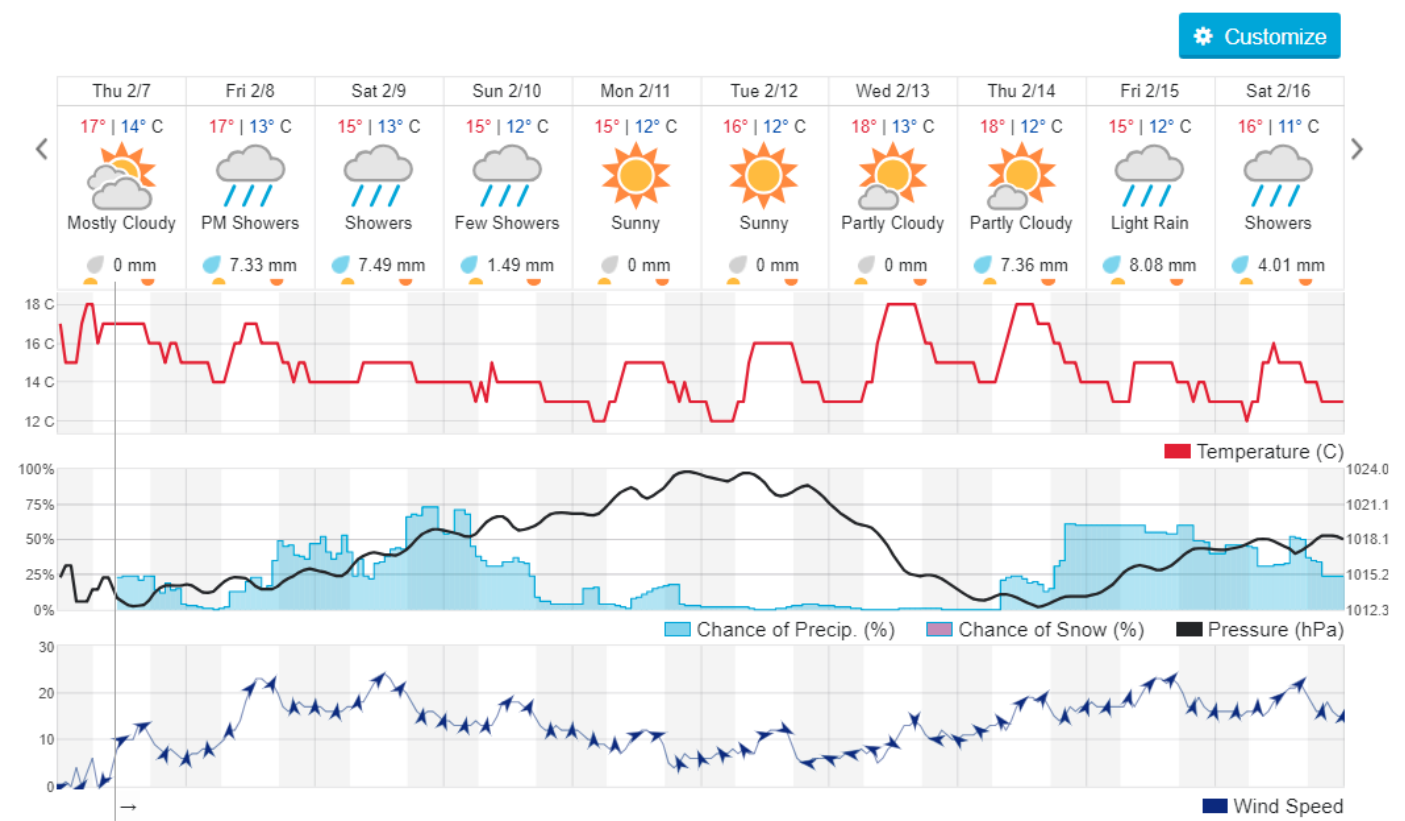 Customize
Thu 2/7 Fri 2/8 Sat 2/9 Sun 2/10 Mon 2/11 Tue 2/12 Wed 2/13 Thu 2/14 Fri 2/15 Sat 2/16
17° | 14° C 17° | 13° C 15° | 13° C 15° | 12° C 15° | 12° C 16° | 12° C 18° | 13° C 18° | 12° C 15° | 12° C 16° | 11° C
Mostly Cloudy PM Showers Showers Few Showers Sunny Sunny Partly Cloudy Partly Cloudy Light Rain Showers
0 mm 7.33 mm 7.49 mm 1.49 mm 0 mm 0 mm 0 mm 7.36 mm 8.08 mm 4.01 mm
18 C
16 C
14 C
12 C
Temperature (C)
100% 1024.0
75% 1021.1
50% 1018.1
25% 1015.2
0% 1012.3
Chance of Precip. (%) Chance of Snow (%) Pressure (hPa)
30
20
10
0
→
Wind Speed